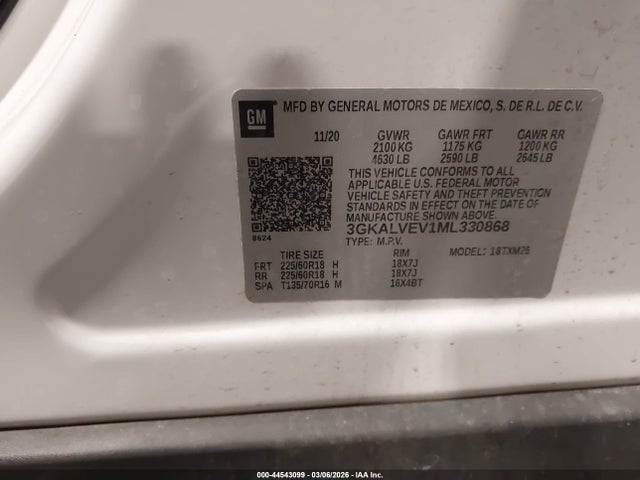 GM MFD BY GENERAL MOTORS DE MEXICO, S. DE R.L. DE C.V.
11/20 GVWR GAWR FRT GAWR RR
2100 KG 1175 KG 1200 KG
4630 LB 2590 LB 2645 LB
THIS VEHICLE CONFORMS TO ALL
APPLICABLE U.S. FEDERAL MOTOR
VEHICLE SAFETY AND THEFT PREVENTION
STANDARDS IN EFFECT ON THE DATE OF
MANUFACTURE SHOWN ABOVE.
3GKALVEV1ML330868
8624
TYPE: M.P.V. MODEL: 18TXM26
TIRE SIZE RIM
FRT 225/60R18 H 18X7J
RR 225/60R18 H 18X7J
SPA T135/70R16 M 16X4BT
000-44543099 | 03/06/2026 | IAA Inc.